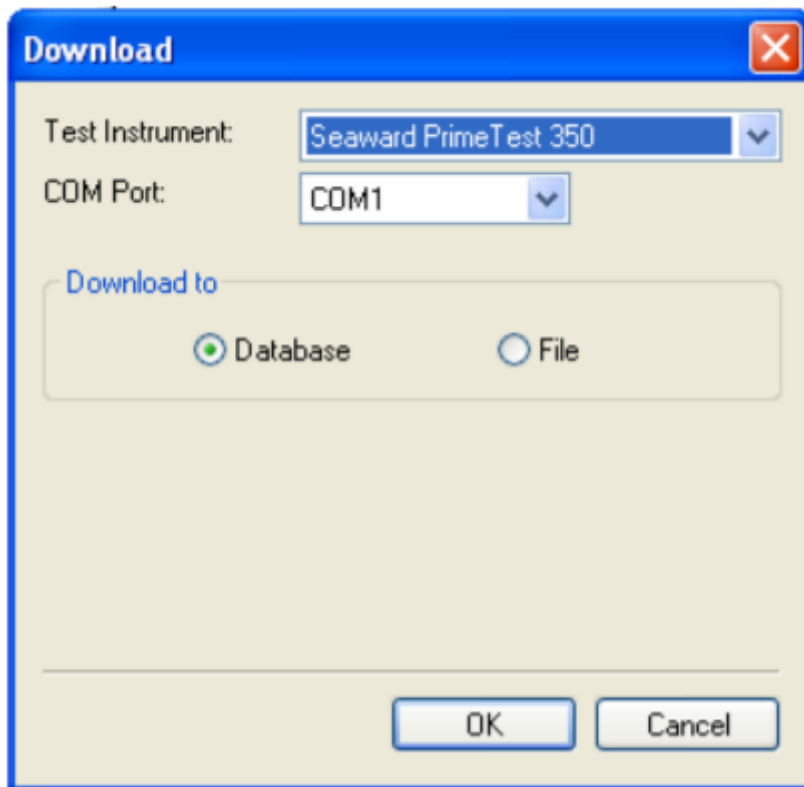 Download
Test Instrument: Seaward PrimeTest 350
COM Port: COM1
Download to
Database File
OK Cancel